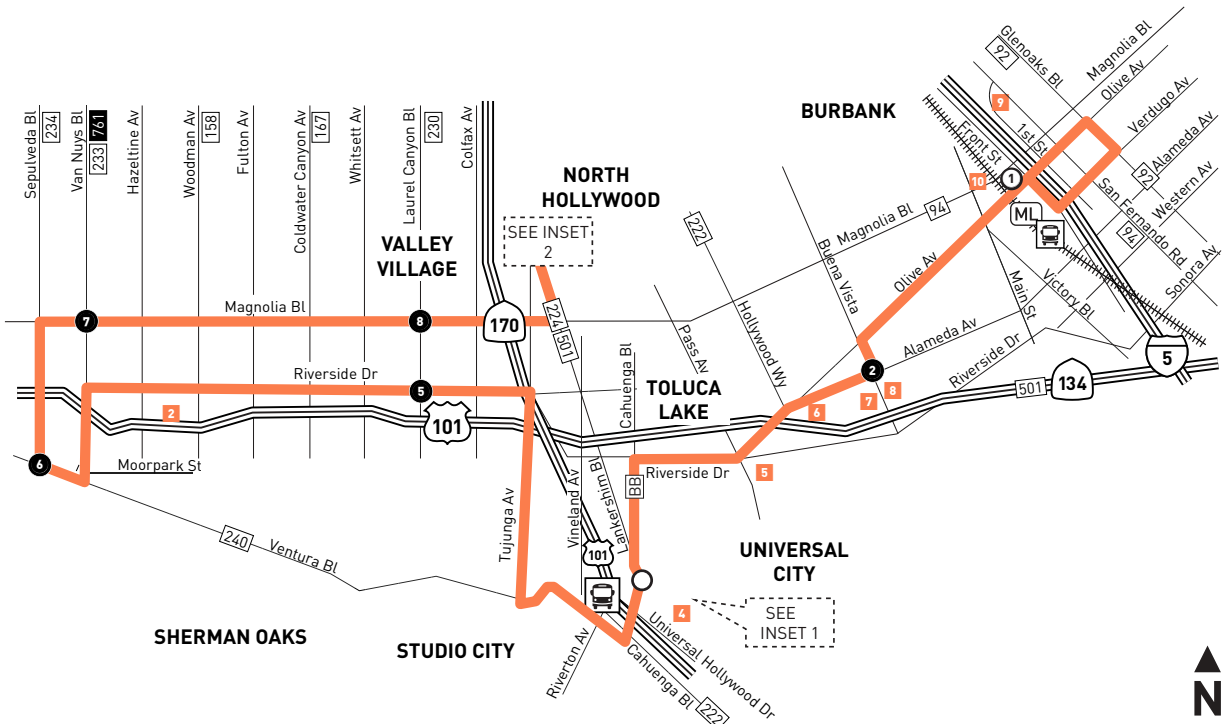 Glenoaks Bl
92
Magnolia Bl
Olive Av
Verdugo Av
Alameda Av
92
Western Av
94
Sonora Av
BURBANK
9
1st St
Front St
10
1
ML
San Fernando Rd
Victory Bl
Main St
5
Sepulveda Bl
234
Van Nuys Bl
233
761
Hazeltine Av
Woodman Av
158
Fulton Av
Coldwater Canyon Av
167
Whitsett Av
Laurel Canyon Bl
230
Colfax Av
NORTH
HOLLYWOOD
SEE INSET
2
VALLEY
VILLAGE
222
Magnolia Bl
94
Buena Vista
Olive Av
7
Magnolia Bl
8
170
224
501
Pass Av
Hollywood Wy
Alameda Av
Riverside Dr
2
8
7
6
501
134
Riverside Dr
5
Cahuenga Bl
TOLUCA
LAKE
2
101
6
Moorpark St
BB
Riverside Dr
5
Tujunga Av
Vineland Av
Lankershim Bl
240
Ventura Bl
101
UNIVERSAL
CITY
4
SEE
INSET 1
SHERMAN OAKS
STUDIO CITY
Riverton Av
Cahuenga Bl
222
Universal Hollywood Dr
N